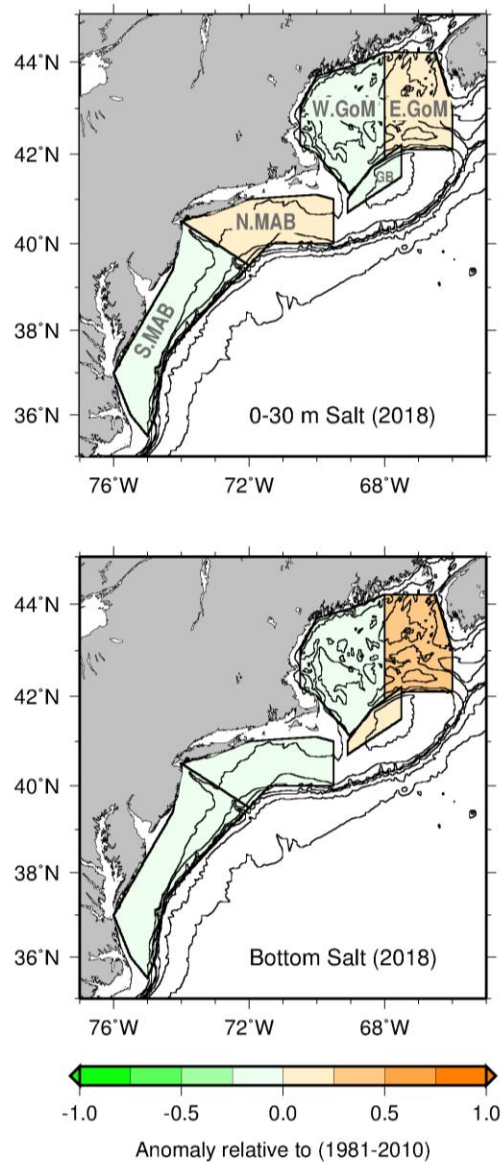 44˚N
42˚N
40˚N
38˚N
36˚N
W.GoM
E.GoM
GB
N.MAB
S.MAB
0-30 m Salt (2018)
76˚W
72˚W
68˚W
44˚N
42˚N
40˚N
38˚N
36˚N
Bottom Salt (2018)
76˚W
72˚W
68˚W
-1.0
-0.5
0.0
0.5
1.0
Anomaly relative to (1981-2010)